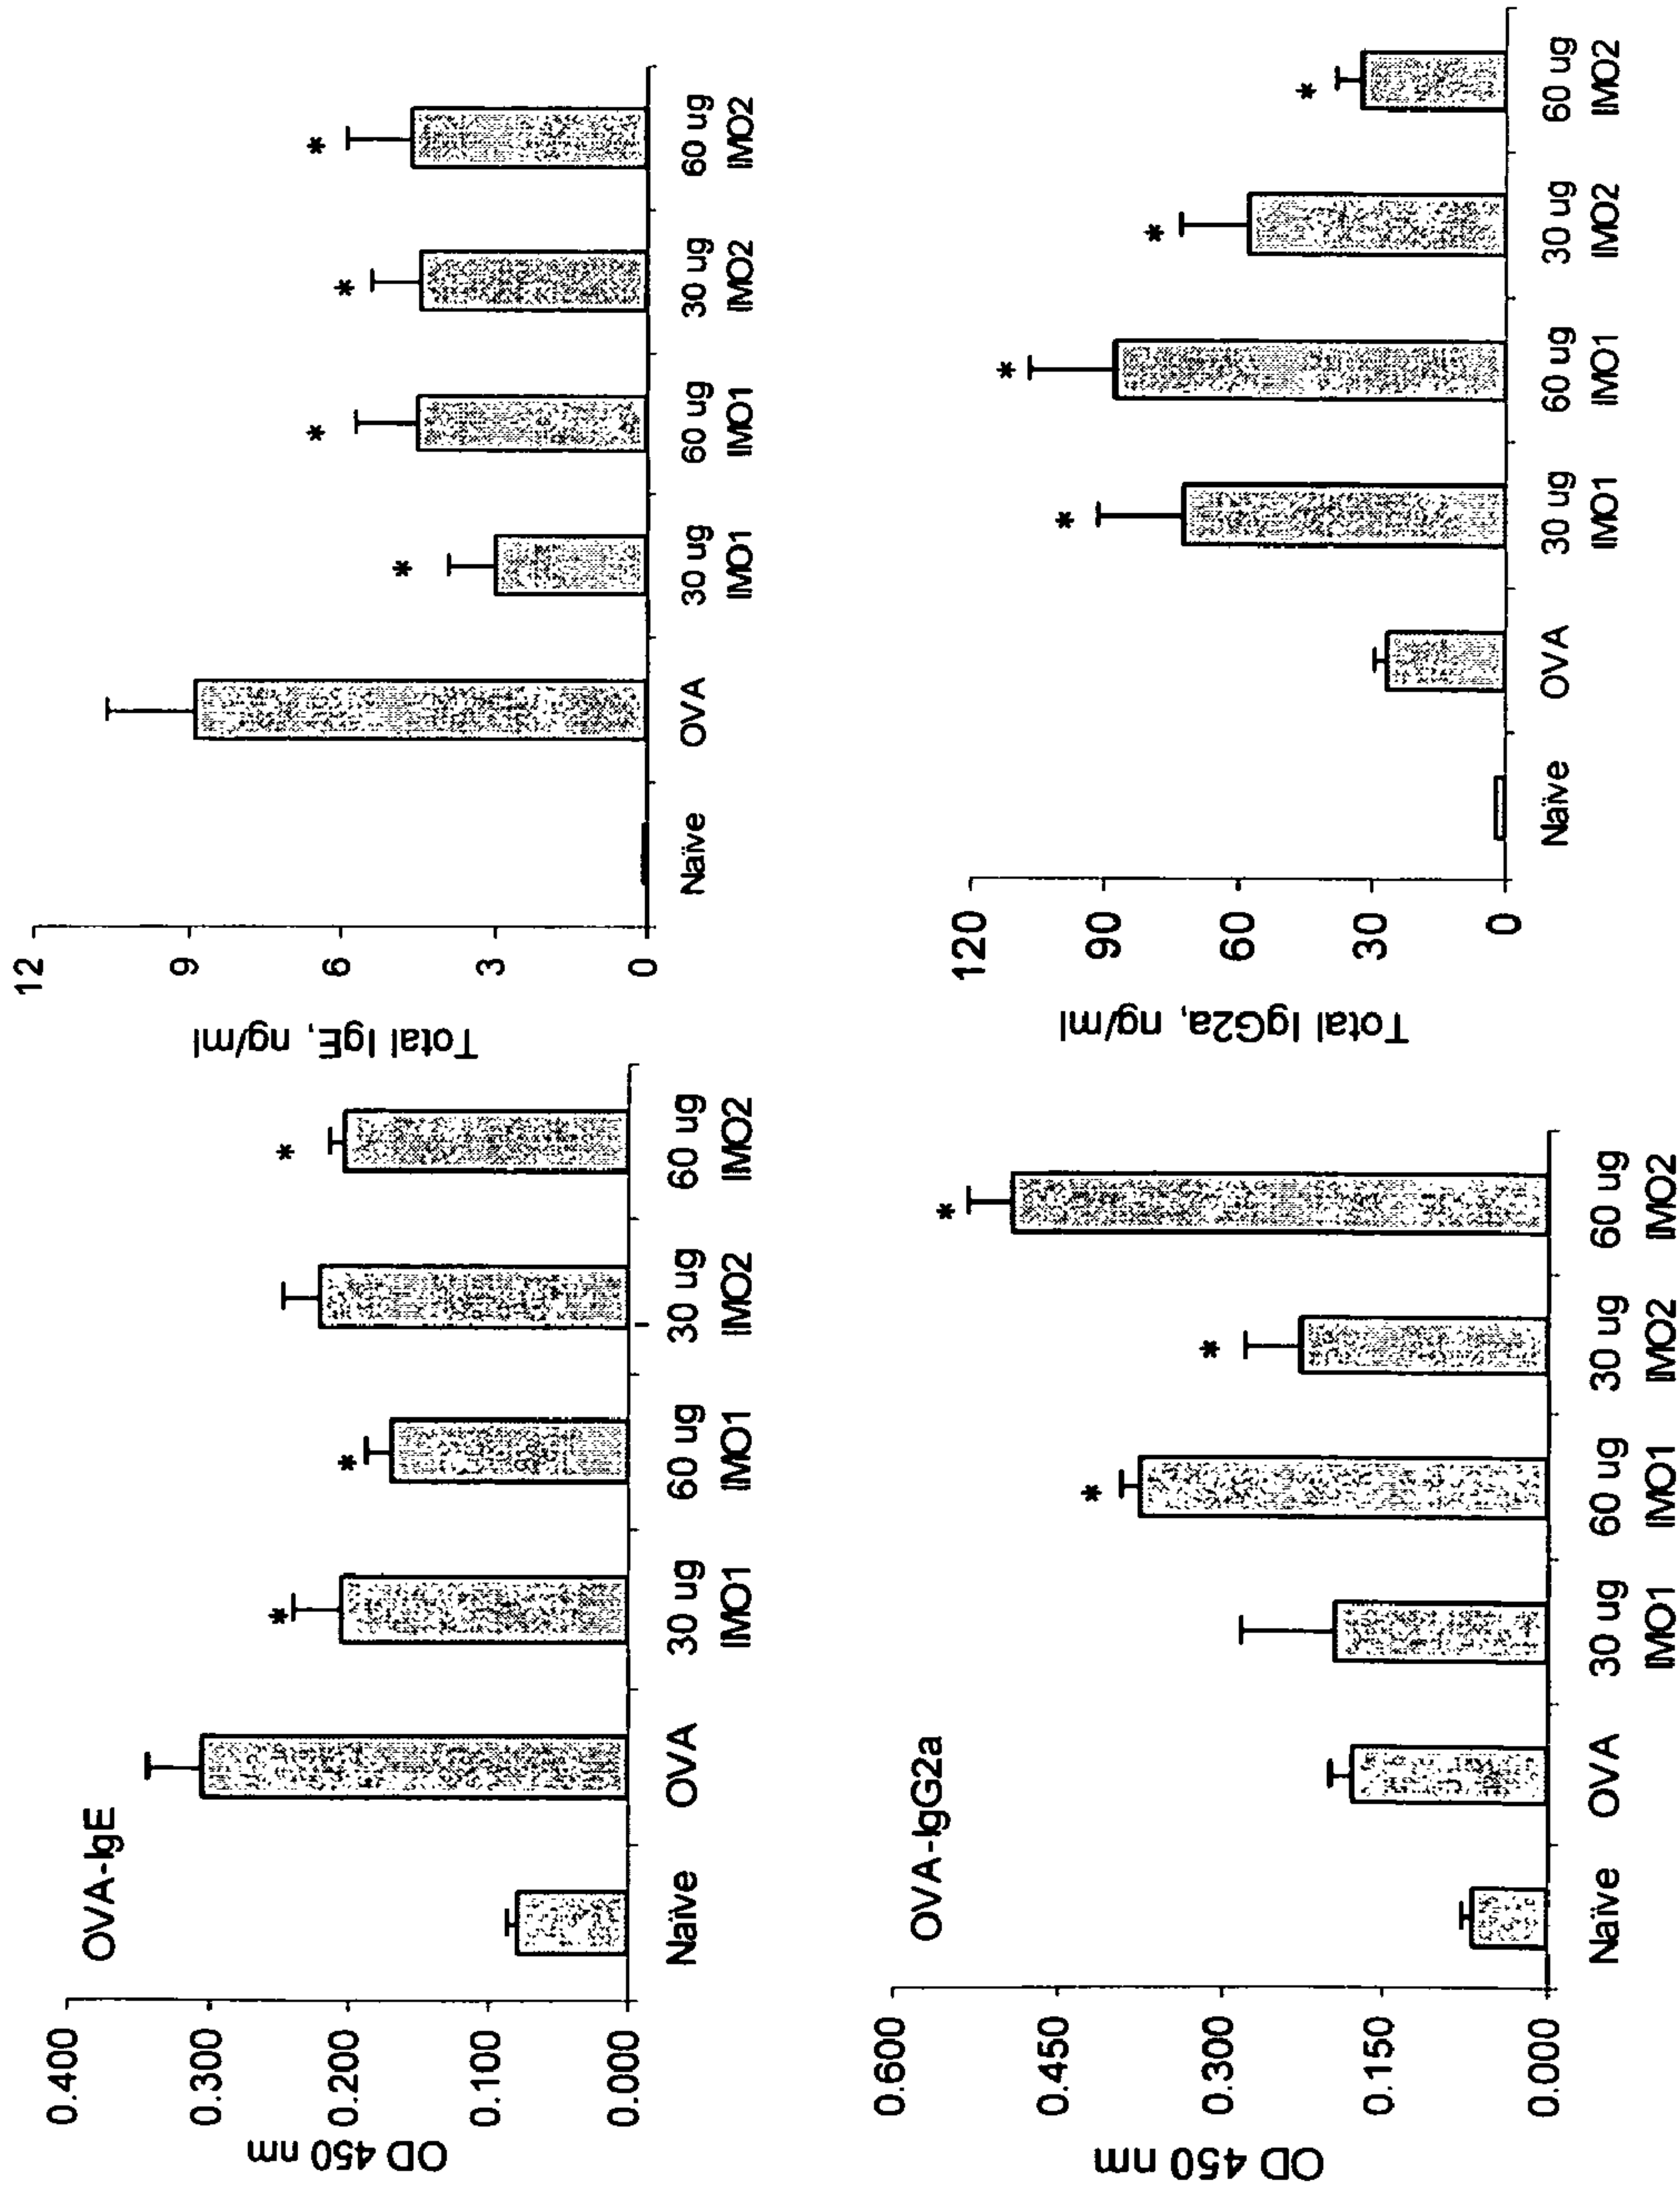 OVA-IgE
OD 450 nm
0.400
0.300
0.200
0.100
0.000
* * *
Naïve OVA 30 ug 60 ug 30 ug 60 ug
IMO1 IMO1 IMO2 IMO2
Total IgE, ng/ml
12
9
6
3
0
* * * *
Naïve OVA 30 ug 60 ug 30 ug 60 ug
IMO1 IMO1 IMO2 IMO2
OVA-IgG2a
OD 450 nm
0.600
0.450
0.300
0.150
0.000
* * *
Naïve OVA 30 ug 60 ug 30 ug 60 ug
IMO1 IMO1 IMO2 IMO2
Total IgG2a, ng/ml
120
90
60
30
0
* * * *
Naïve OVA 30 ug 60 ug 30 ug 60 ug
IMO1 IMO1 IMO2 IMO2